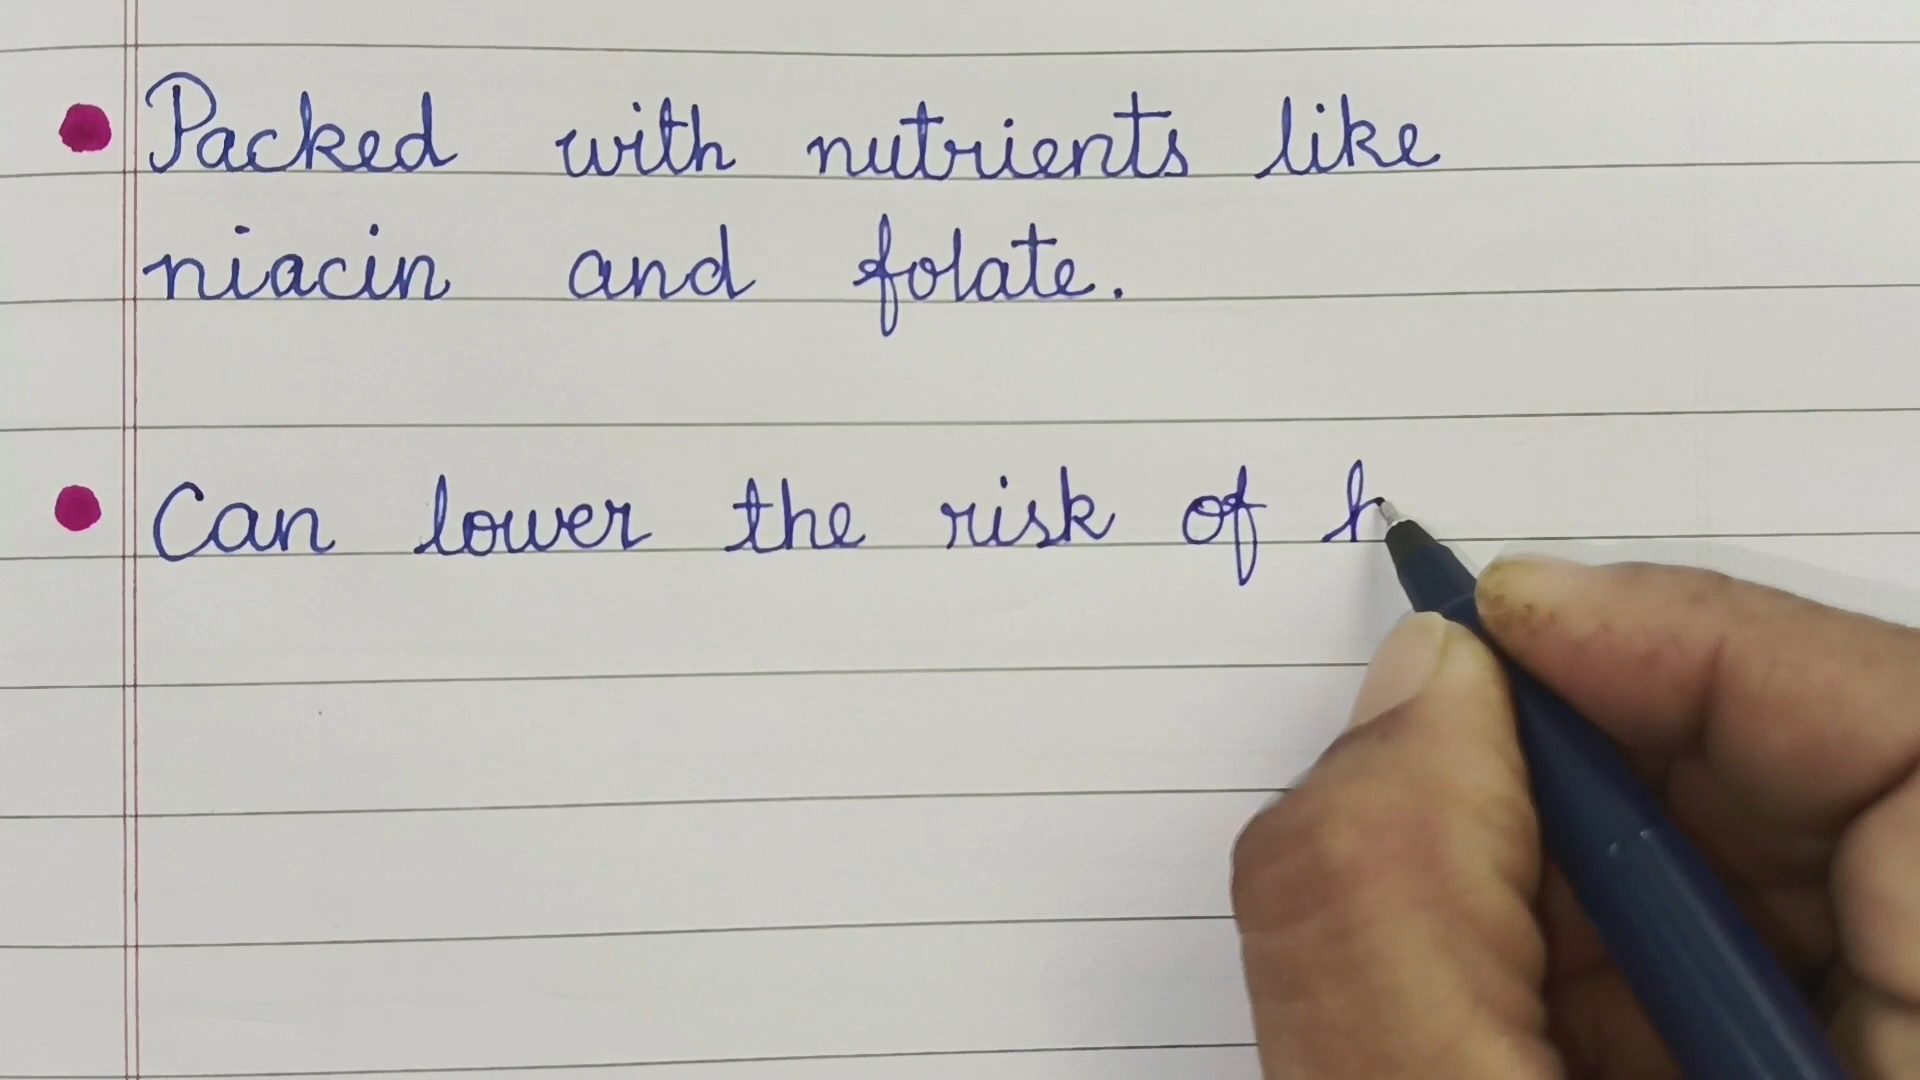 Packed with nutrients like
niacin and folate.
Can lower the risk of h